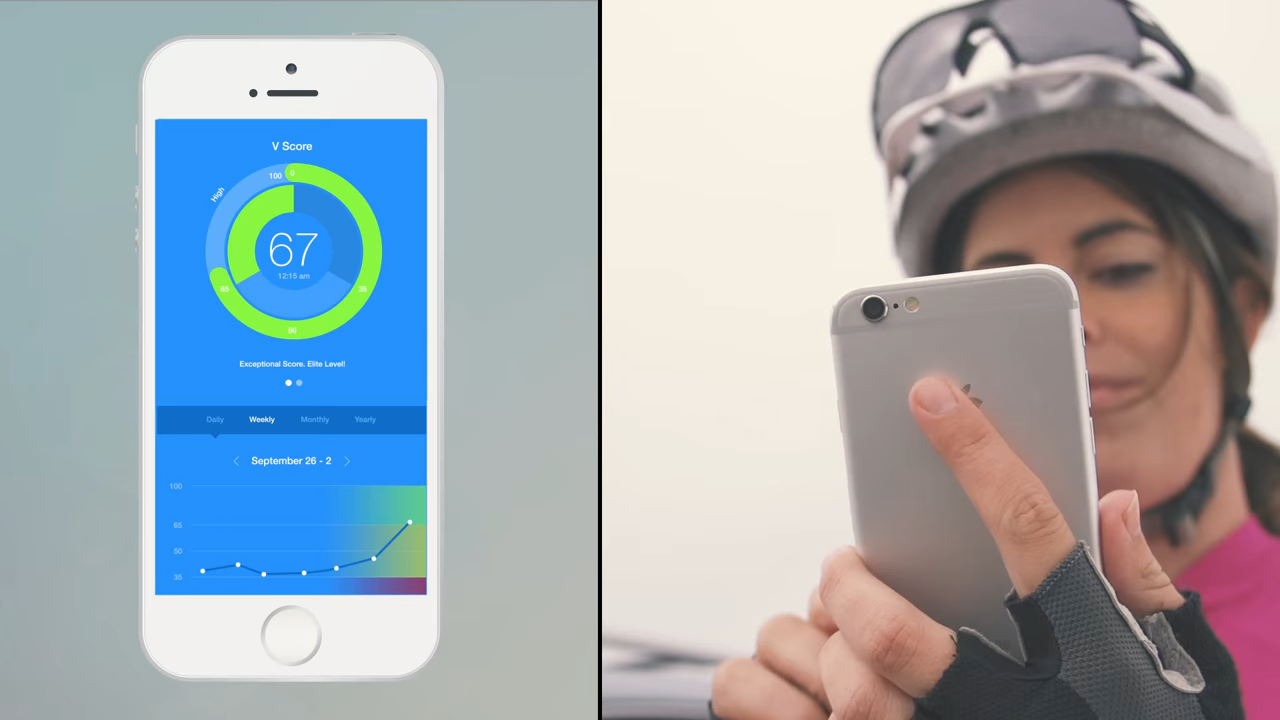 V Score
100 0
High
67
12:15 am
65 35
50
Exceptional Score. Elite Level!
Daily Weekly Monthly Yearly
September 26 - 2
100
65
50
35